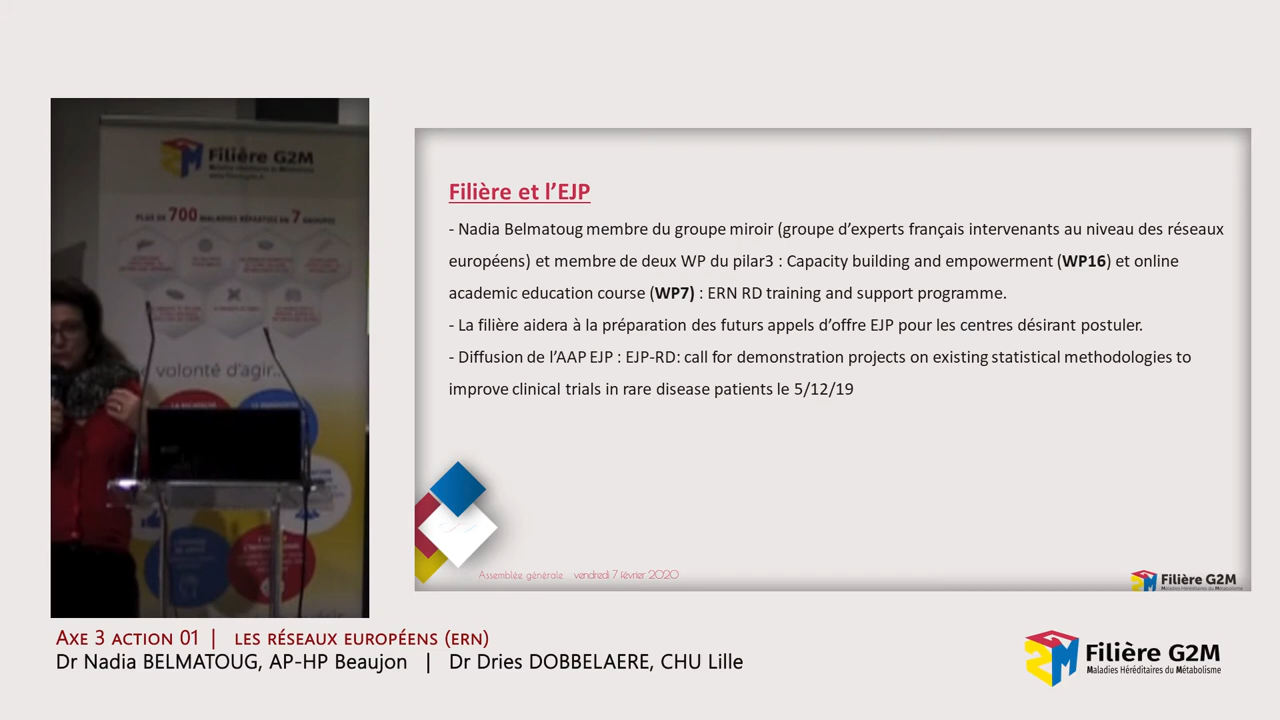 Filière G2M
PLUS DE 700 MALADIES RÉPARTIES EN 7 GROUPES
volonté d'agir...
Filière et l'EJP
- Nadia Belmatoug membre du groupe miroir (groupe d'experts français intervenants au niveau des réseaux
européens) et membre de deux WP du pilar3 : Capacity building and empowerment (WP16) et online
academic education course (WP7) : ERN RD training and support programme.
- La filière aidera à la préparation des futurs appels d'offre EJP pour les centres désirant postuler.
- Diffusion de l'AAP EJP : EJP-RD: call for demonstration projects on existing statistical methodologies to
improve clinical trials in rare disease patients le 5/12/19
Assemblée générale vendredi 7 février 2020
Filière G2M
Maladies Héréditaires du Métabolisme
AXE 3 ACTION 01 | LES RÉSEAUX EUROPÉENS (ERN)
Dr Nadia BELMATOUG, AP-HP Beaujon | Dr Dries DOBBELAERE, CHU Lille
Filière G2M
Maladies Héréditaires du Métabolisme